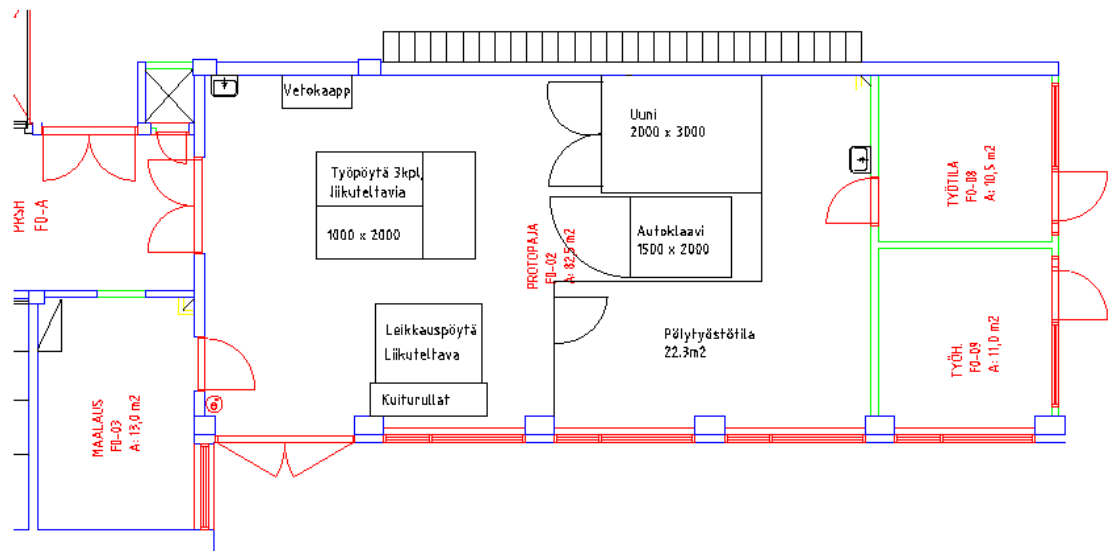 Vetokaapp
Uuni
2000 x 3000
Työpöytä 3kpl,
liikuteltavia
1000 x 2000
Autoklaavi
1500 x 2000
PRSH
F0-A
PROTOPAJA
F0-02
A: 82,5 m2
TYÖTILA
F0-08
A: 10,5 m2
Leikkauspöytä
Liikuteltava
Kuiturullat
Pölytyöstötila
22.3m2
TYÖH.
F0-09
A: 11,0 m2
MAALAUS
F0-03
A: 13,0 m2